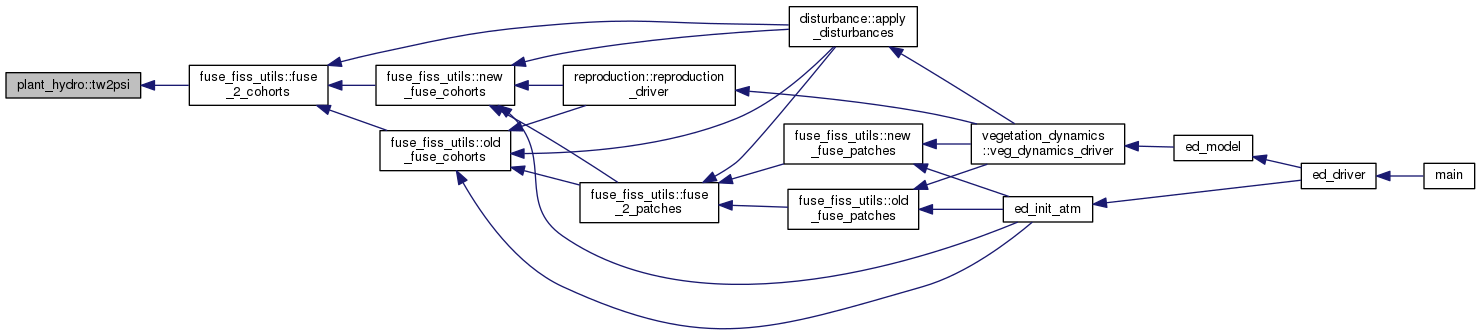 plant_hydro::tw2psi
fuse_fiss_utils::fuse
_2_cohorts
fuse_fiss_utils::new
_fuse_cohorts
fuse_fiss_utils::old
_fuse_cohorts
reproduction::reproduction
_driver
fuse_fiss_utils::fuse
_2_patches
disturbance::apply
_disturbances
fuse_fiss_utils::new
_fuse_patches
fuse_fiss_utils::old
_fuse_patches
vegetation_dynamics
::veg_dynamics_driver
ed_init_atm
ed_model
ed_driver
main